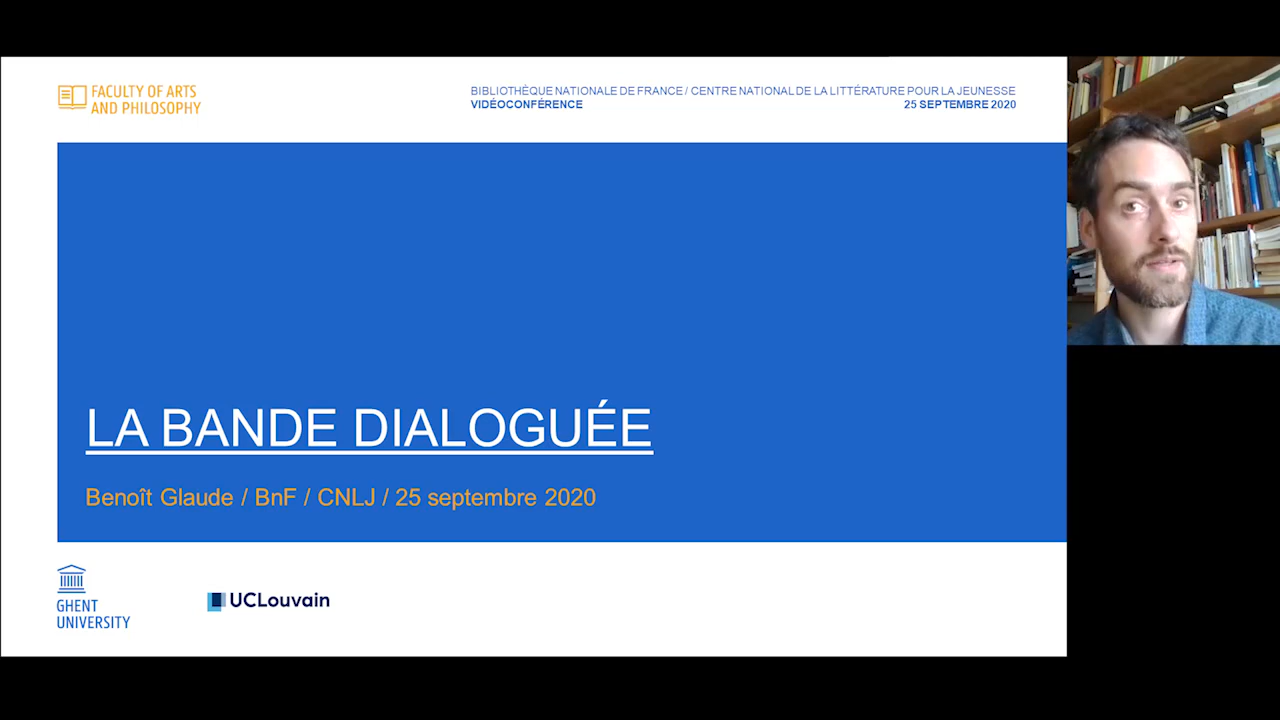 FACULTY OF ARTS
AND PHILOSOPHY
BIBLIOTHÈQUE NATIONALE DE FRANCE / CENTRE NATIONAL DE LA LITTÉRATURE POUR LA JEUNESSE
VIDÉOCONFÉRENCE 25 SEPTEMBRE 2020
LA BANDE DIALOGUÉE
Benoît Glaude / BnF / CNLJ / 25 septembre 2020
GHENT
UNIVERSITY
UCLouvain